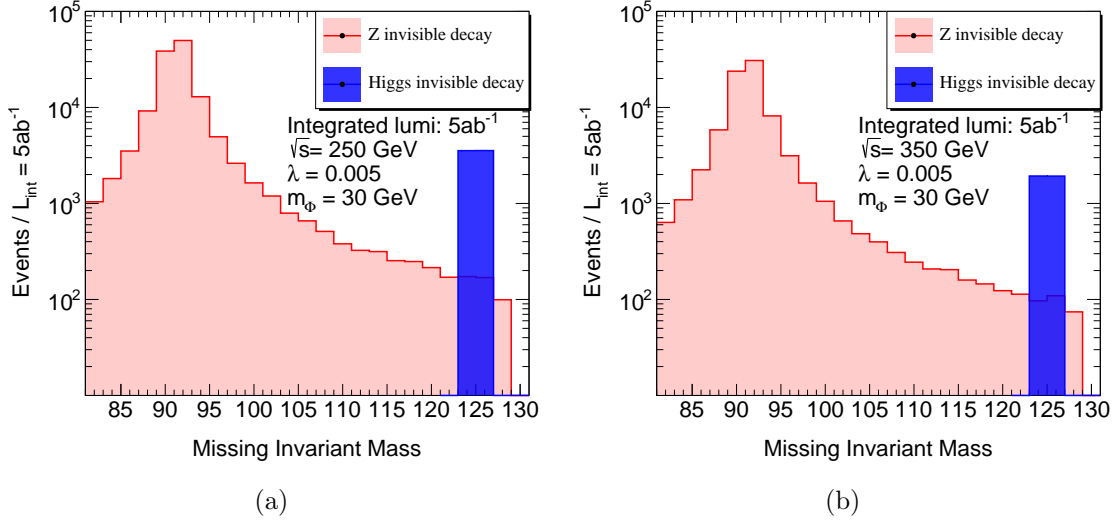 10^5
Z invisible decay
Higgs invisible decay
10^4
Integrated lumi: 5ab^-1
√s= 250 GeV
λ = 0.005
m_Φ = 30 GeV
10^3
10^2
Events / L_int = 5ab^-1
85 90 95 100 105 110 115 120 125 130
Missing Invariant Mass
(a)
10^5
Z invisible decay
Higgs invisible decay
10^4
Integrated lumi: 5ab^-1
√s= 350 GeV
λ = 0.005
m_Φ = 30 GeV
10^3
10^2
Events / L_int = 5ab^-1
85 90 95 100 105 110 115 120 125 130
Missing Invariant Mass
(b)